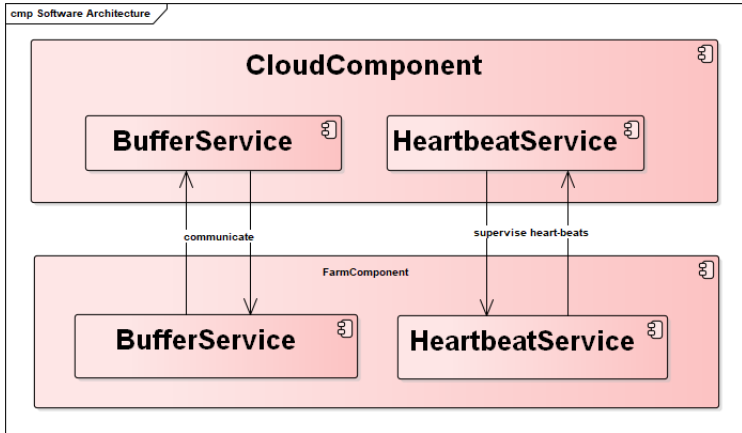 cmp Software Architecture
CloudComponent
BufferService
HeartbeatService
communicate
supervise heart-beats
FarmComponent
BufferService
HeartbeatService